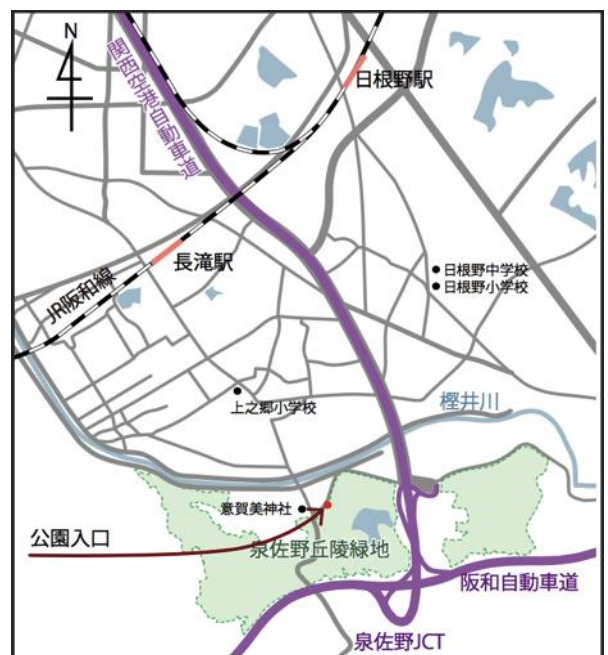 N
関西空港自動車道
日根野駅
長滝駅
JR阪和線
日根野中学校
日根野小学校
上之郷小学校
樫井川
意賀美神社
公園入口
泉佐野丘陵緑地
阪和自動車道
泉佐野JCT